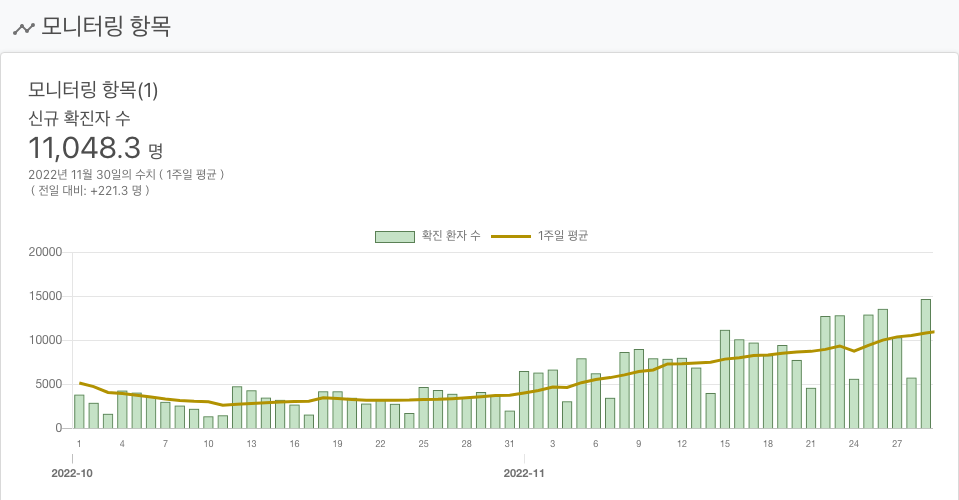 모니터링 항목
모니터링 항목(1)
신규 확진자 수
11,048.3 명
2022년 11월 30일의 수치 ( 1주일 평균 )
( 전일 대비: +221.3 명 )
확진 환자 수 1주일 평균
20000
15000
10000
5000
0
1 4 7 10 13 16 19 22 25 28 31 3 6 9 12 15 18 21 24 27
2022-10 2022-11